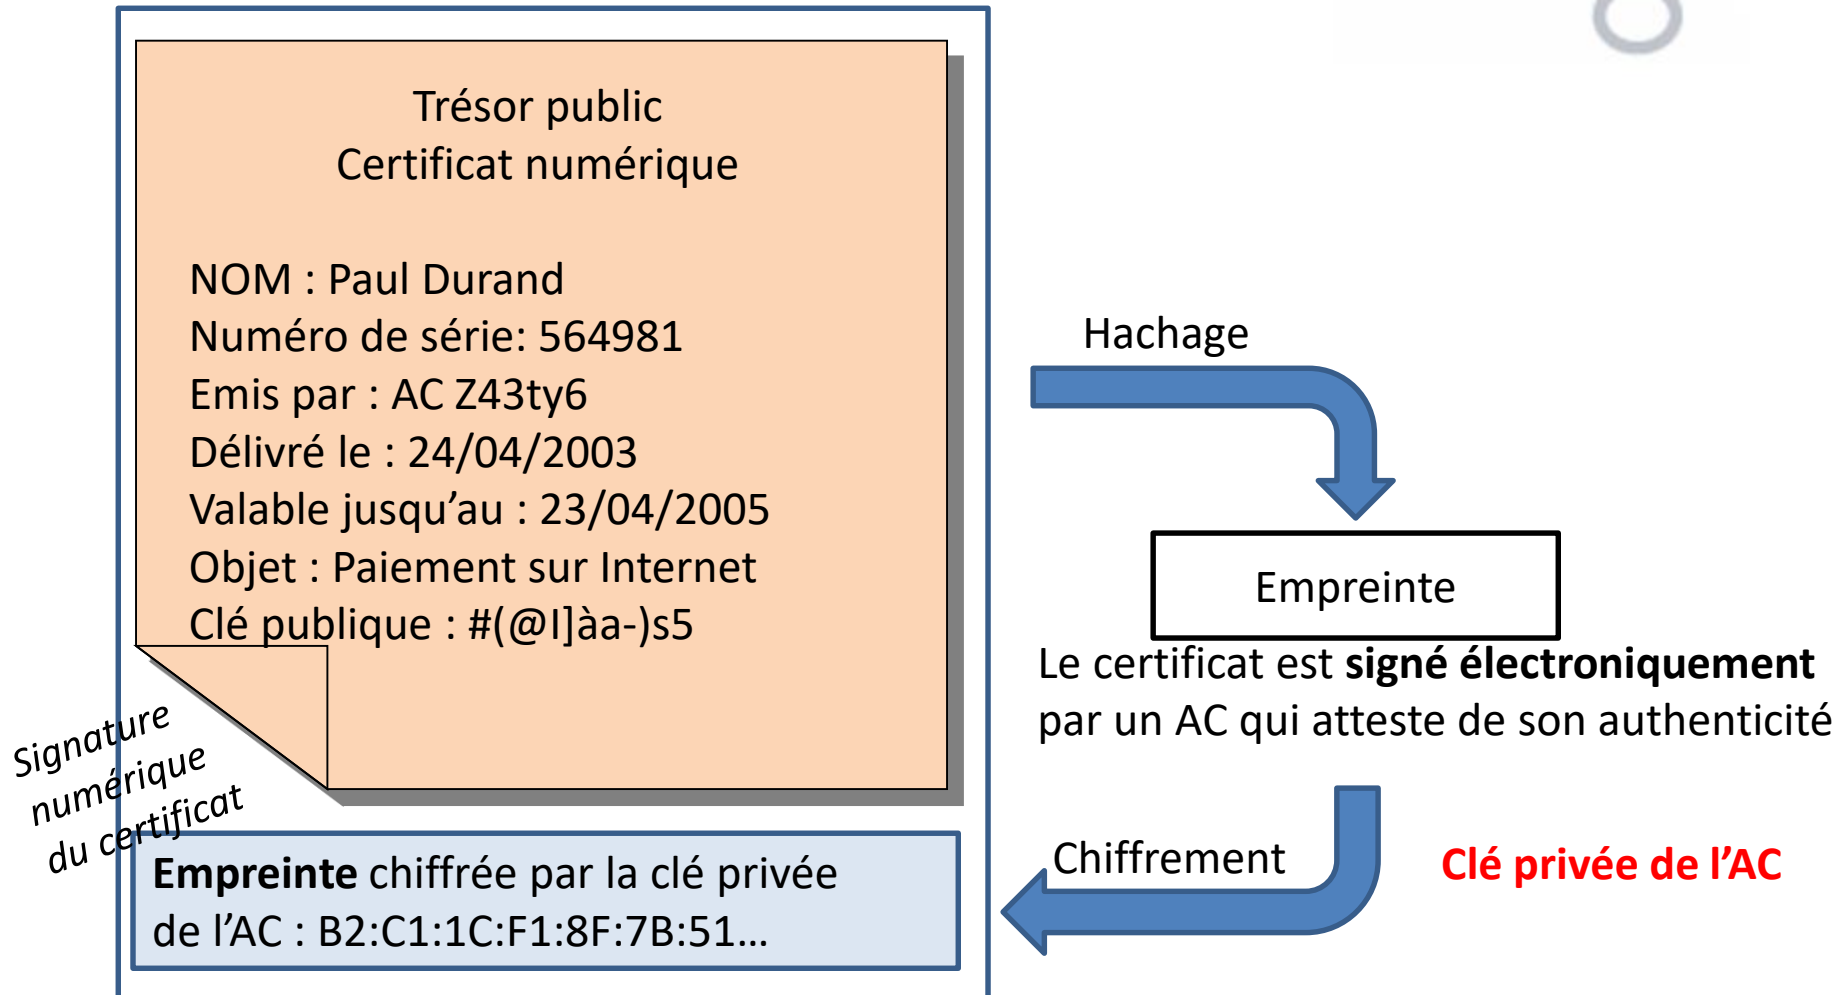 Trésor public
Certificat numérique
NOM : Paul Durand
Numéro de série: 564981
Emis par : AC Z43ty6
Délivré le : 24/04/2003
Valable jusqu’au : 23/04/2005
Objet : Paiement sur Internet
Clé publique : #(@I]àa-)s5
Signature
numérique
du certificat
Empreinte chiffrée par la clé privée
de l’AC : B2:C1:1C:F1:8F:7B:51…
Hachage
Empreinte
Le certificat est signé électroniquement
par un AC qui atteste de son authenticité
Chiffrement
Clé privée de l’AC